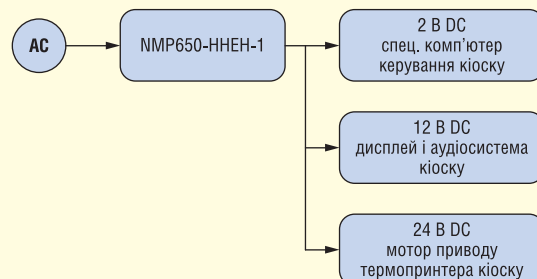 AC
NMP650-HHEH-1
2 В DC
спец. комп'ютер
керування кіоску
12 В DC
дисплей і аудіосистема
кіоску
24 В DC
мотор приводу
термопринтера кіоску